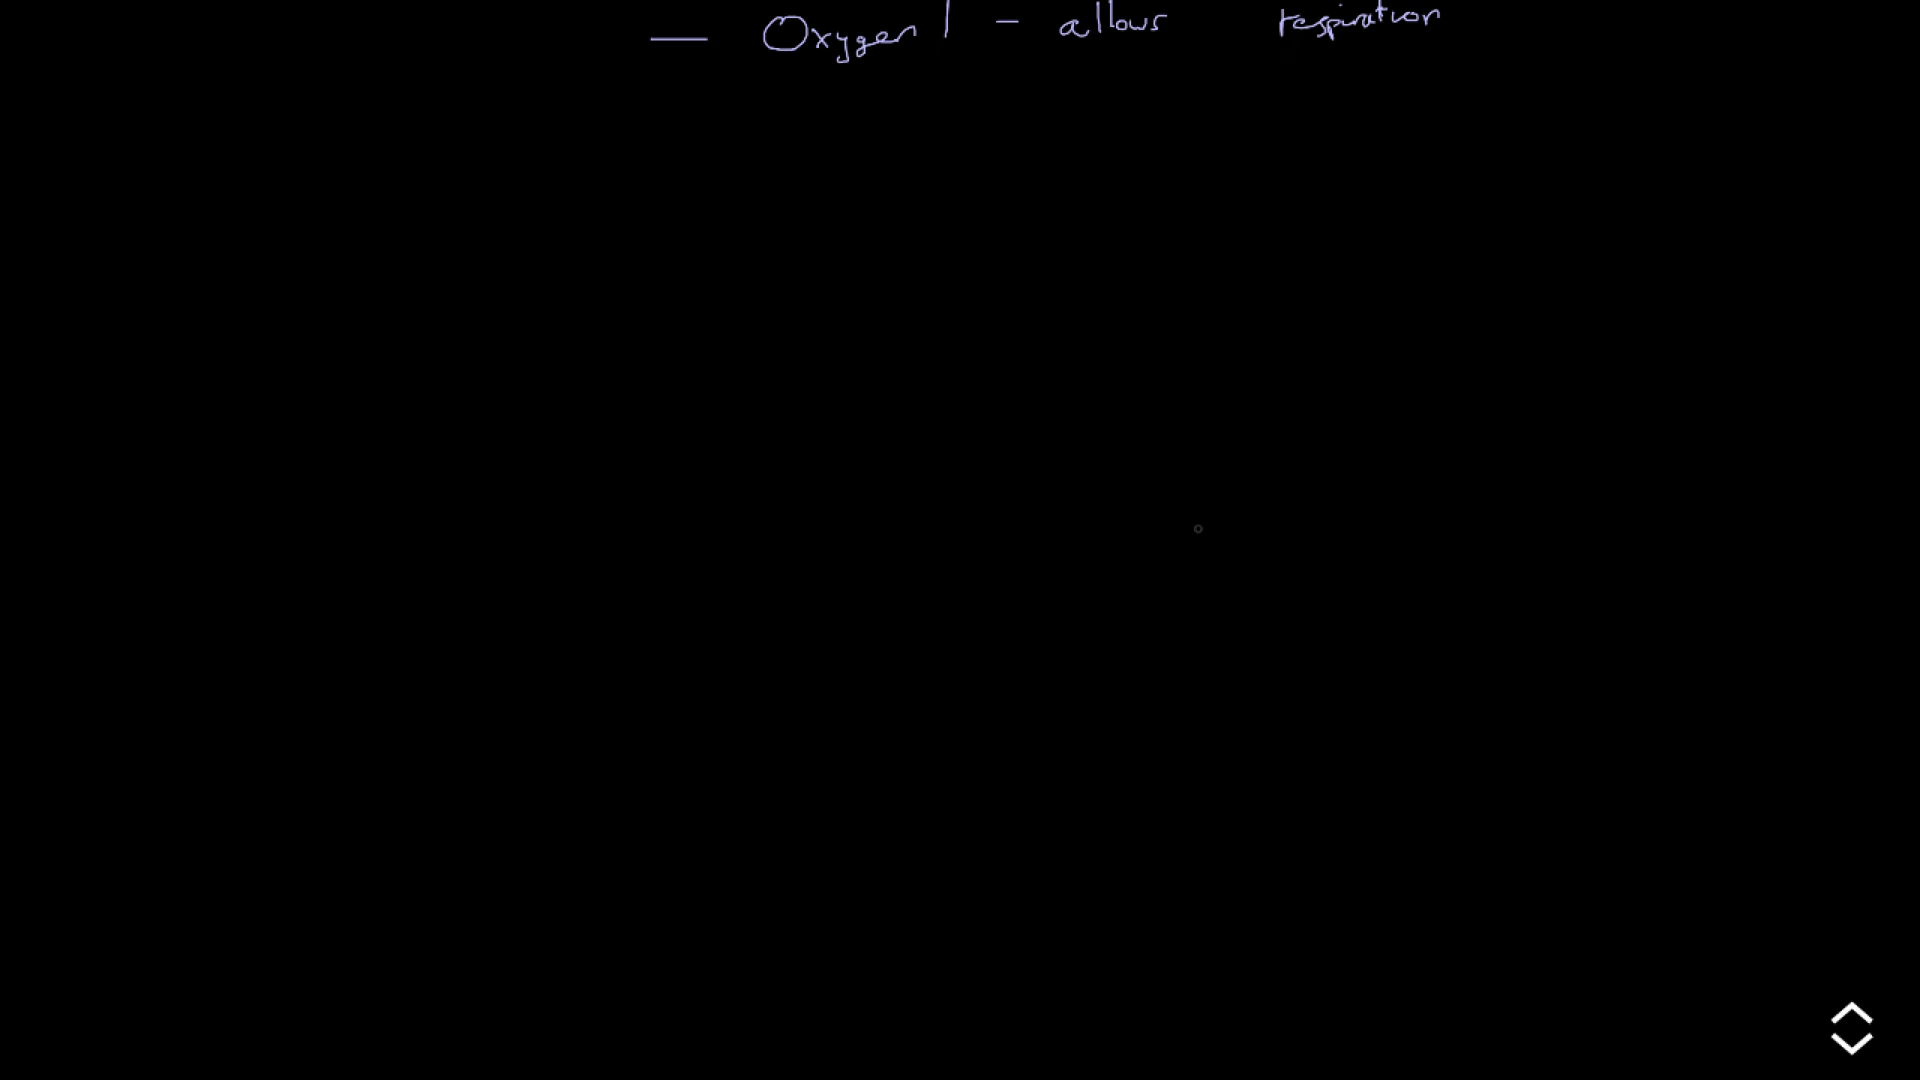 — Oxygen | - allows respiration